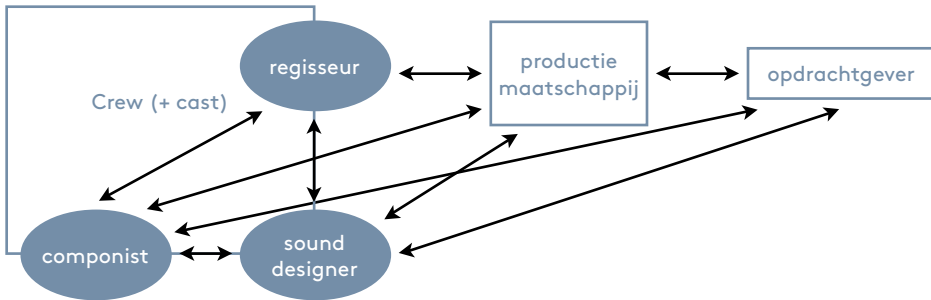 regisseur
productie
maatschappij
opdrachtgever
Crew (+ cast)
componist
sound
designer